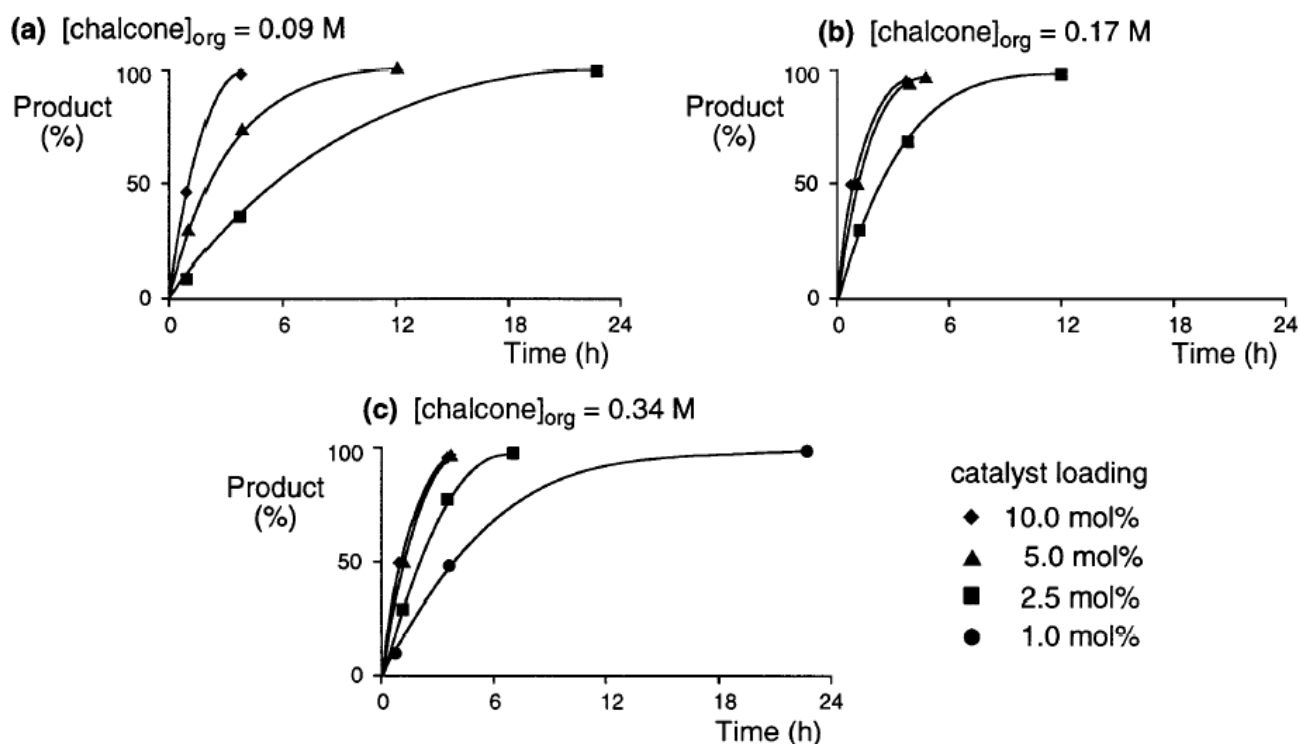 (a) [chalcone]org = 0.09 M
(b) [chalcone]org = 0.17 M
100
Product
(%)
50
0
0 6 12 18 24
Time (h)
100
Product
(%)
50
0
0 6 12 18 24
Time (h)
(c) [chalcone]org = 0.34 M
100
Product
(%)
50
0
0 6 12 18 24
Time (h)
catalyst loading
10.0 mol%
5.0 mol%
2.5 mol%
1.0 mol%